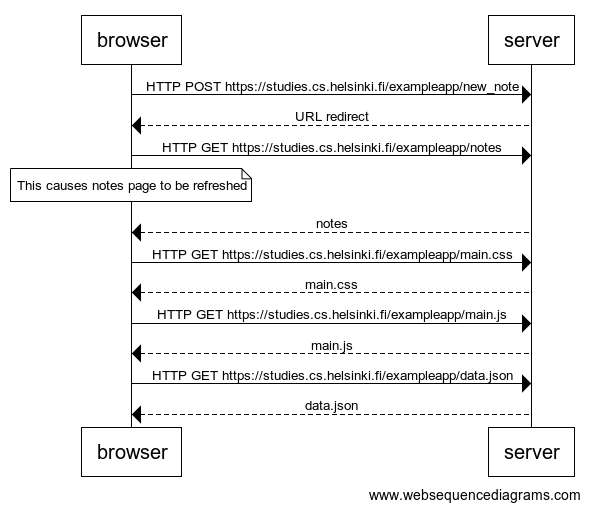 browser
server
HTTP POST https://studies.cs.helsinki.fi/exampleapp/new_note
URL redirect
HTTP GET https://studies.cs.helsinki.fi/exampleapp/notes
This causes notes page to be refreshed
notes
HTTP GET https://studies.cs.helsinki.fi/exampleapp/main.css
main.css
HTTP GET https://studies.cs.helsinki.fi/exampleapp/main.js
main.js
HTTP GET https://studies.cs.helsinki.fi/exampleapp/data.json
data.json
browser
server
www.websequencediagrams.com